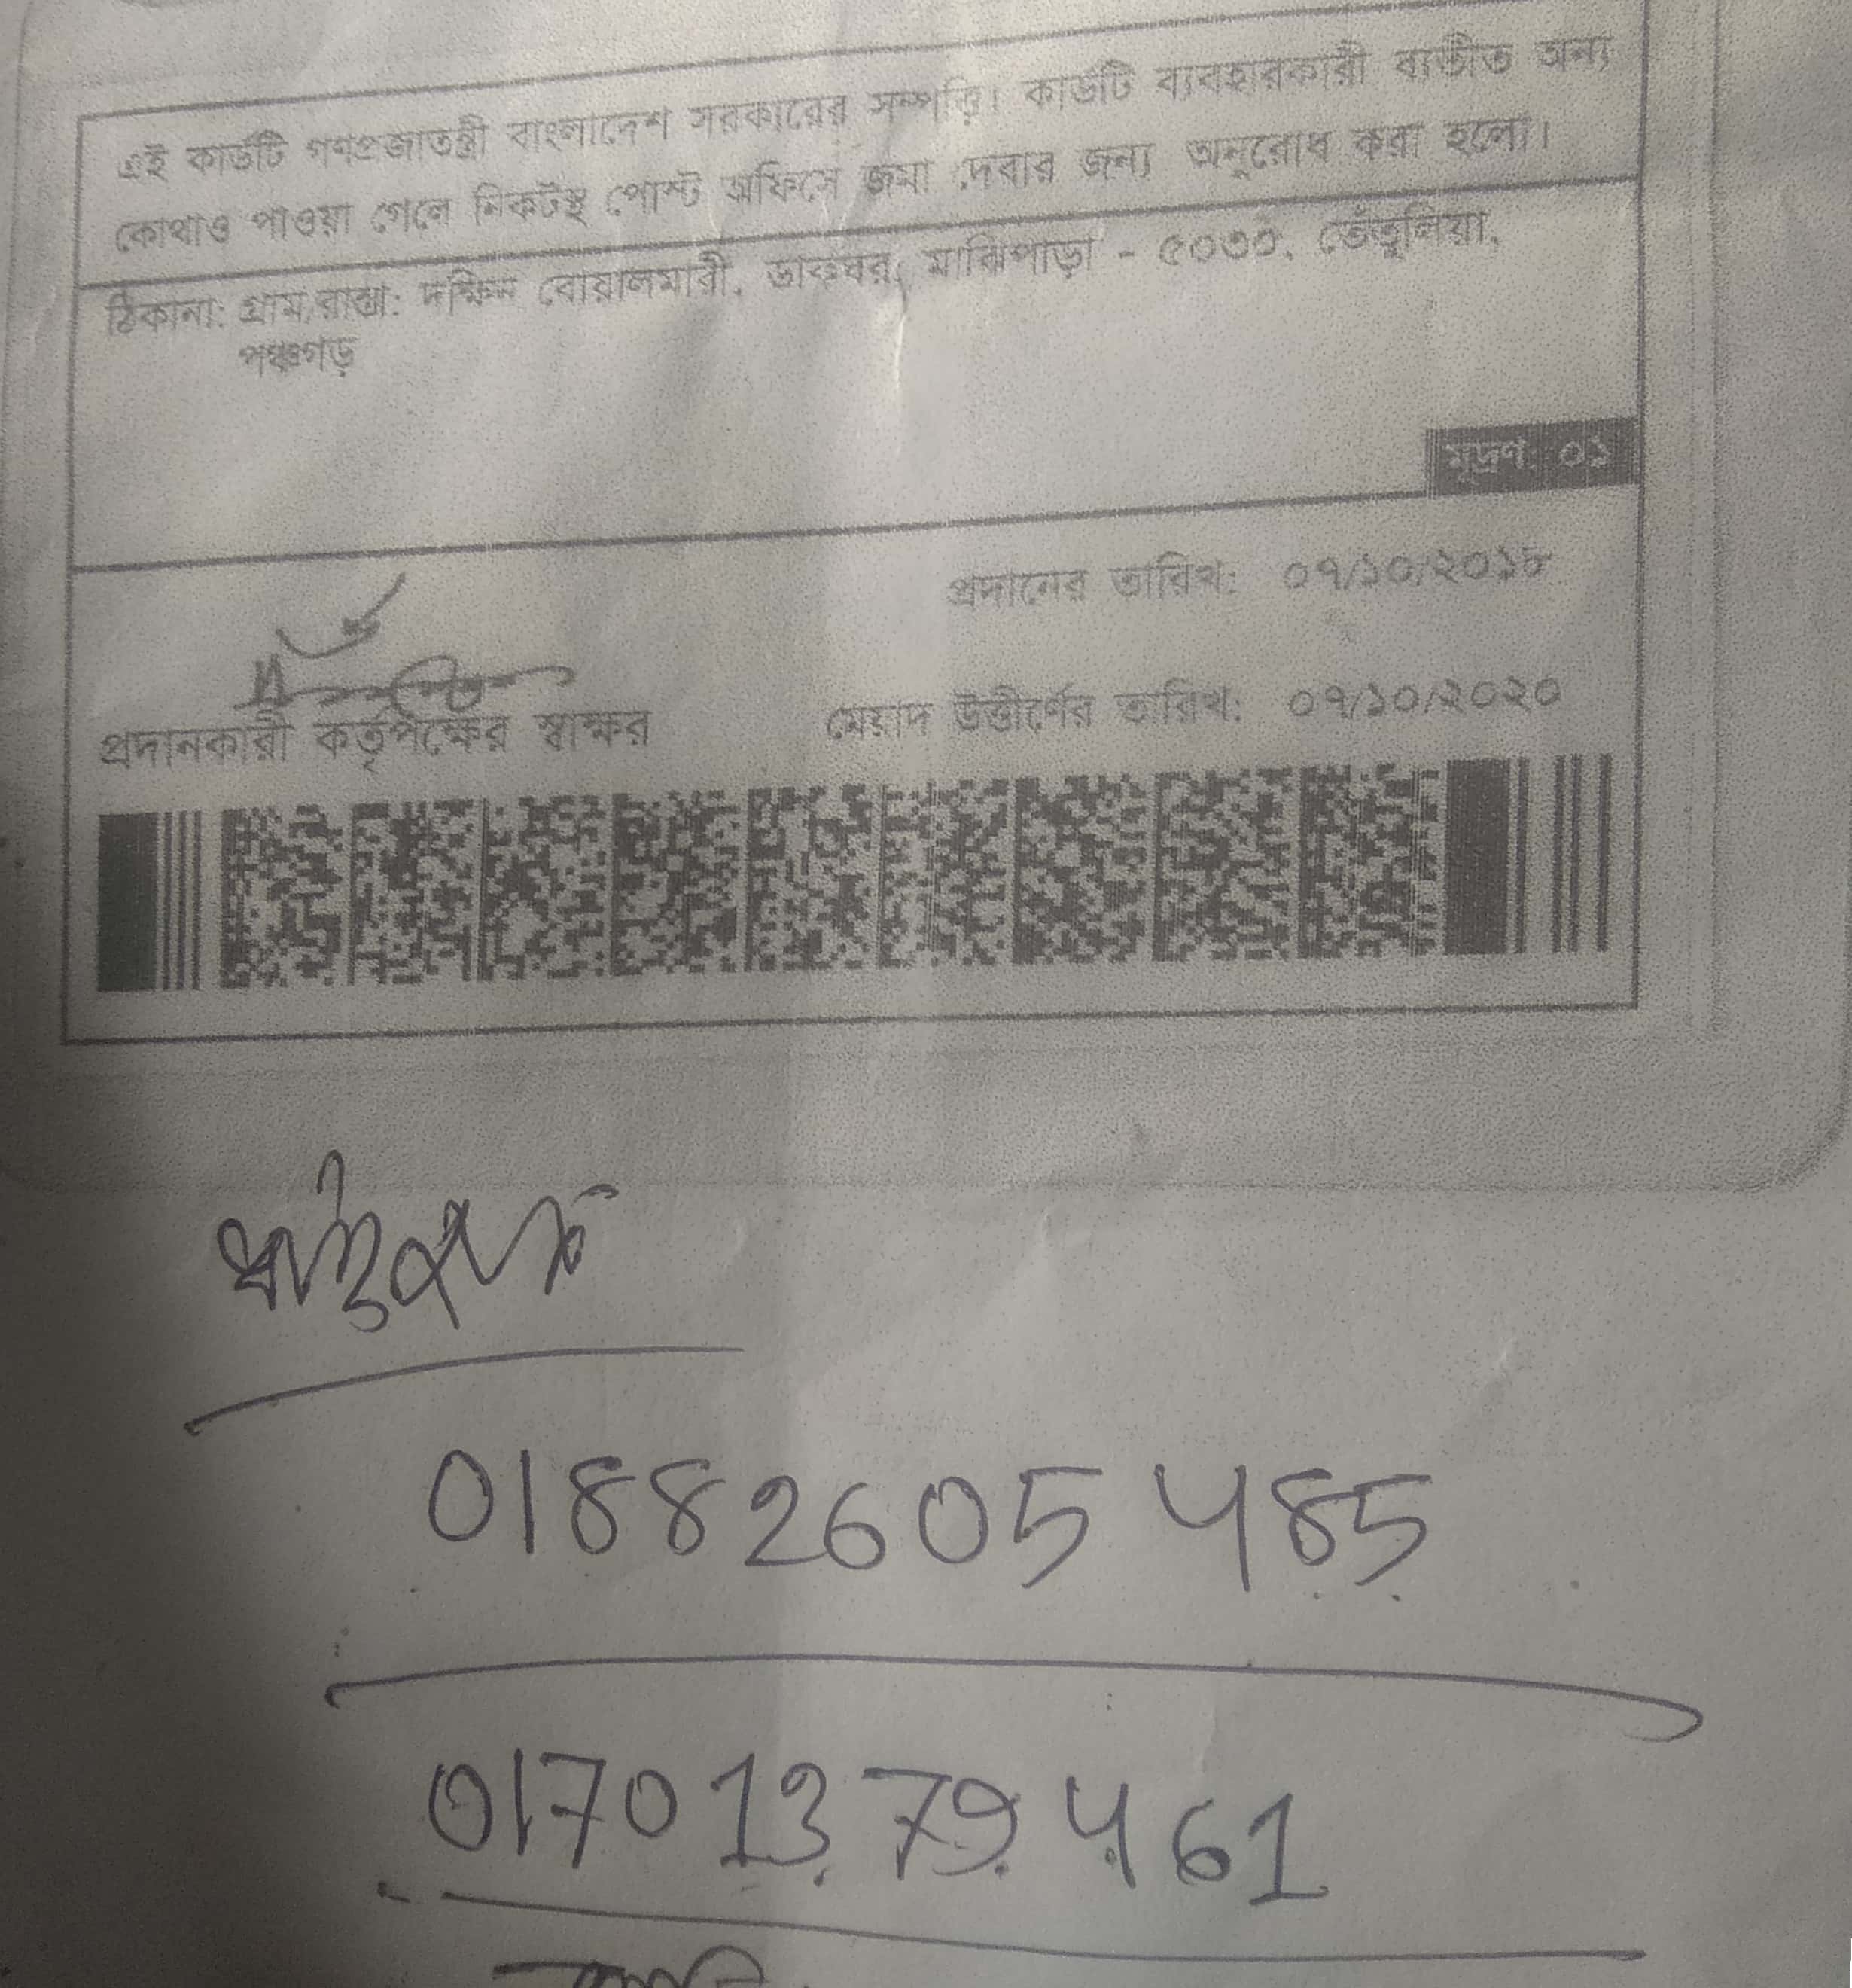 এই কার্ডটি গণপ্রজাতন্ত্রী বাংলাদেশ সরকারের সম্পত্তি। কার্ডটি ব্যবহারকারী ব্যতীত অন্য
কোথাও পাওয়া গেলে নিকটস্থ পোস্ট অফিসে জমা দেবার জন্য অনুরোধ করা হলো।
ঠিকানা: গ্রাম/রাস্তা: দক্ষিন বোয়ালমারী, ডাকঘর: মাঝিপাড়া - ৫০৩০, তেঁতুলিয়া,
পঞ্চগড়
মুদ্রণ: ০১
প্রদানের তারিখ: ০৭/১০/২০১৮
প্রদানকারী কর্তৃপক্ষের স্বাক্ষর
মেয়াদ উত্তীর্ণের তারিখ: ০৭/১০/২০২০
01882605485
01701379461